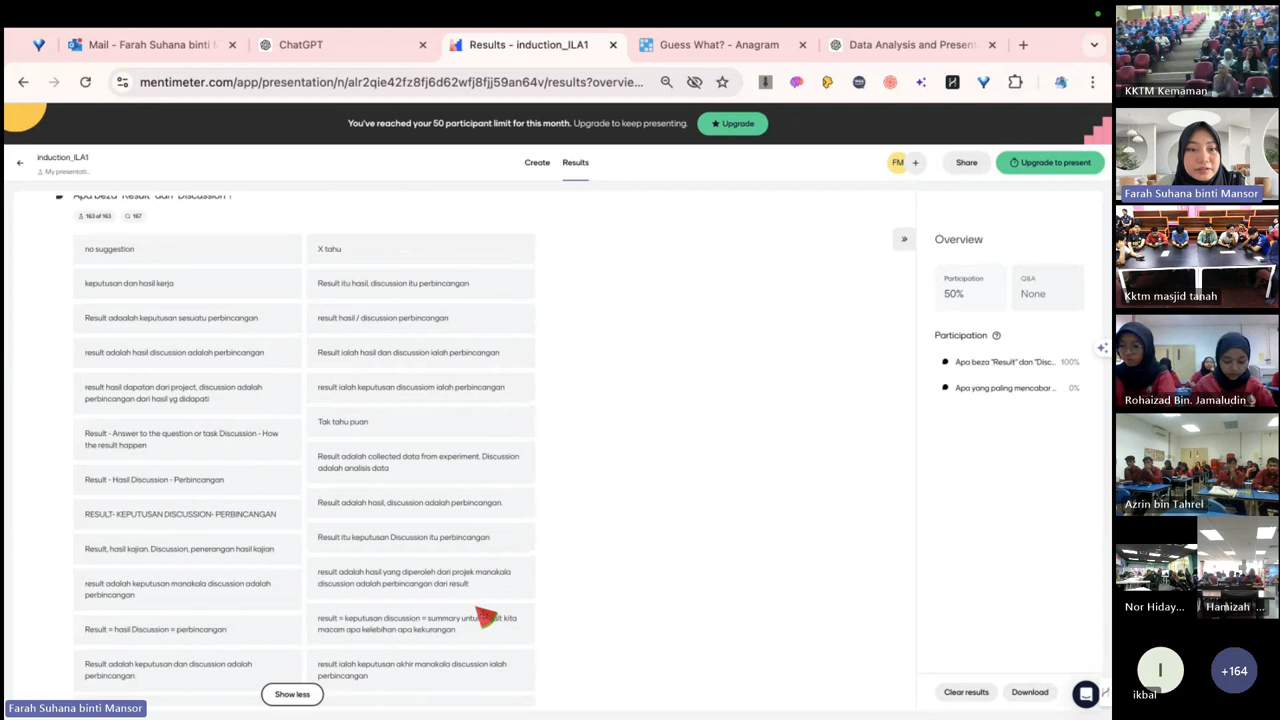 Mail - Farah Suhana binti
ChatGPT
Results - induction_ILA1
Guess What? - Anagram
Data Analysis and Present
mentimeter.com/app/presentation/n/alr2qie42fz8fj6d62wfj8fjj59sn64v/results?overvie...
You've reached your 50 participant limit for this month. Upgrade to keep presenting.
Upgrade
induction_ILA1
My presentati...
Create
Results
FM
Share
Upgrade to present
Apa beza "Result" dan "Discussion"?
163 of 163
167
no suggestion
keputusan dan hasil kerja
Result adaalah keputusan sesuatu perbincangan
result adalah hasil discussion adalah perbincangan
result hasil dapatan dari project, discussion adalah
perbincangan dari hasil yg didapati
Result - Answer to the question or task Discussion - How
the result happen
Result - Hasil Discussion - Perbincangan
RESULT- KEPUTUSAN DISCUSSION- PERBINCANGAN
Result, hasil kajian. Discussion, penerangan hasil kajian
result adalah keputusan manakala discussion adalah
perbincangan
Result = hasil Discussion = perbincangan
Result adalah keputusan dan discussion adalah
perbincangan
X tahu
Result itu hasil, discussion itu perbincangan
result hasil / discussion perbincangan
Result ialah hasil dan discussion ialah perbincangan
result ialah keputusan discussiom ialah perbincangan
Tak tahu puan
Result adalah collected data from experiment. Discussion
adalah analisis data
Result adalah hasil, discussion adalah perbincangan.
Result itu keputusan Discussion itu perbincangan
result adalah hasil yang diperoleh dari projek manakala
discussion adalah perbincangan dari result
result = keputusan discussion = summary kita
macam apa kelebihan apa kekurangan
result ialah keputusan akhir manakala discussion ialah
perbincangan
Show less
Overview
Participation
50%
Q&A
None
Participation
Apa beza "Result" dan "Disc...
100%
Apa yang paling mencabar...
0%
Clear results
Download
Farah Suhana binti Mansor
KKTM Kemaman
Farah Suhana binti Mansor
Kktm masjid tanah
Rohaizad Bin. Jamaludin
Azrin bin Tahrel
Nor Hiday...
Hamizah ...
I
ikbal
+164